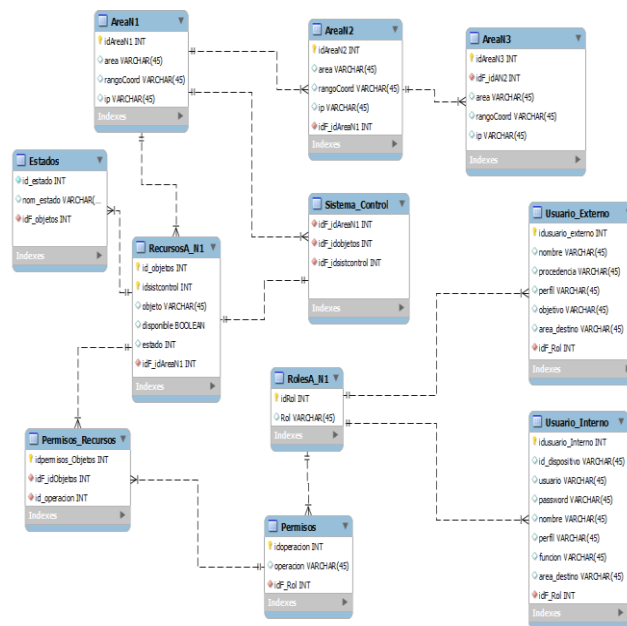 AreaN1
idAreaN1 INT
area VARCHAR(45)
rangoCoord VARCHAR(45)
ip VARCHAR(45)
Indexes
AreaN2
idAreaN2 INT
area VARCHAR(45)
rangoCoord VARCHAR(45)
ip VARCHAR(45)
idF_idAreaN1 INT
Indexes
AreaN3
idAreaN3 INT
idF_idAN2 INT
area VARCHAR(45)
rangoCoord VARCHAR(45)
ip VARCHAR(45)
Indexes
Estados
id_estado INT
nom_estado VARCHAR(...
idF_objetos INT
Indexes
RecursosA_N1
id_objetos INT
idsistcontrol INT
objeto VARCHAR(45)
disponible BOOLEAN
estado INT
idF_idAreaN1 INT
Indexes
Sistema_Control
idF_idAreaN1 INT
idF_idobjetos INT
idF_idsistcontrol INT
Indexes
Usuario_Externo
idusuario_externo INT
nombre VARCHAR(45)
procedencia VARCHAR(45)
perfil VARCHAR(45)
objetivo VARCHAR(45)
area_destino VARCHAR(45)
idF_Rol INT
Indexes
RolesA_N1
idRol INT
Rol VARCHAR(45)
Indexes
Usuario_Interno
idusuario_Interno INT
id_dispositivo VARCHAR(45)
usuario VARCHAR(45)
password VARCHAR(45)
nombre VARCHAR(45)
perfil VARCHAR(45)
funcion VARCHAR(45)
area_destino VARCHAR(45)
idF_Rol INT
Indexes
Permisos_Recursos
idpermisos_Objetos INT
idF_idObjetos INT
id_operacion INT
Indexes
Permisos
idoperacion INT
operacion VARCHAR(45)
idF_Rol INT
Indexes